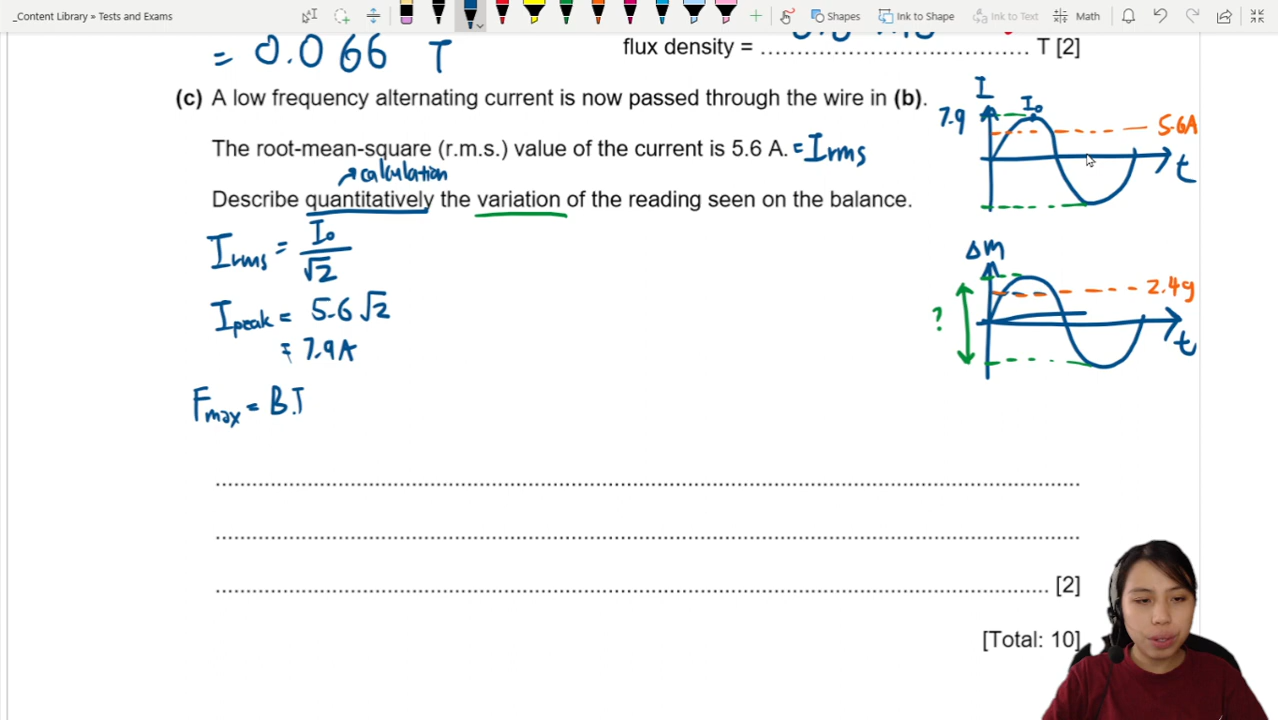 _Content Library » Tests and Exams
Shapes
Ink to Shape
Ink to Text
Math
= 0.066 T
flux density = ........ T [2]
(c) A low frequency alternating current is now passed through the wire in (b).
The root-mean-square (r.m.s.) value of the current is 5.6 A. = Irms
calculation
Describe quantitatively the variation of the reading seen on the balance.
Irms = I₀/√2
Ipeak = 5.6 √2
= 7.9 A
Fmax = B.I
[2]
[Total: 10]
I
7.9
I₀
5.6A
t
ΔM
2.4g
?
t